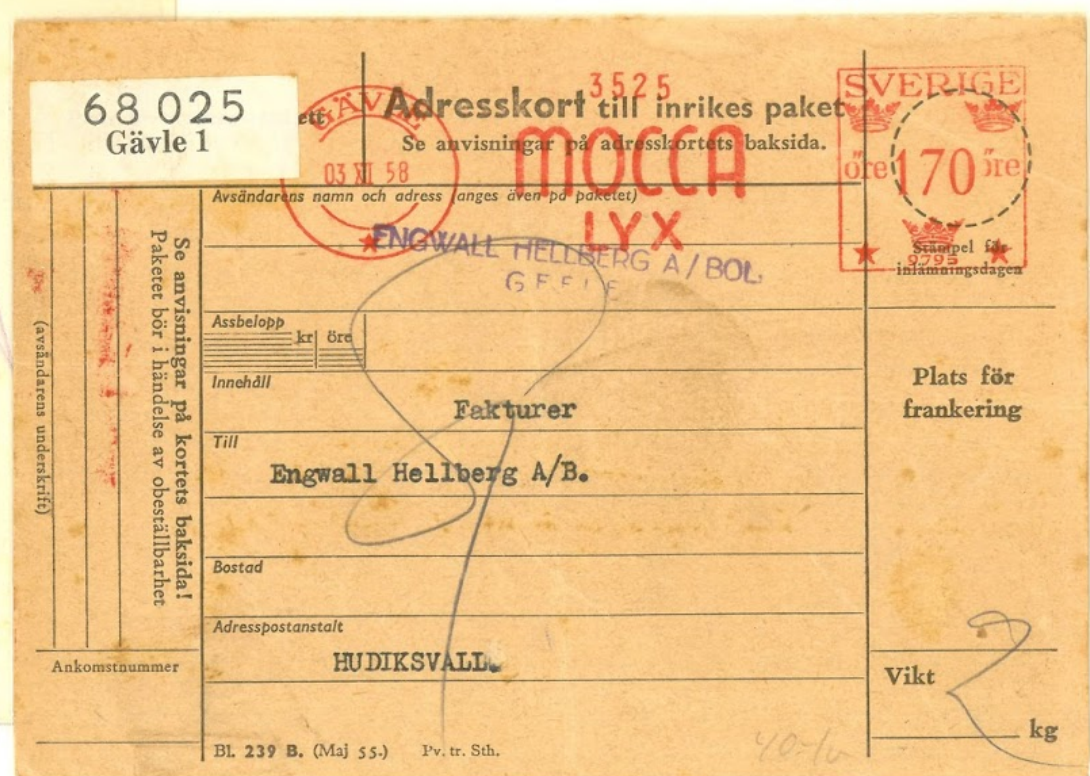 68 025
Gävle 1
ett
GÄVLE
03 XI 58
3525
Adresskort till inrikes paket
Se anvisningar på adresskortets baksida.
MOCCA
LYX
SVERIGE
öre 170 öre
9795
Stämpel för
inlämningsdagen
Avsändarens namn och adress (anges även på paketet)
ENGWALL HELLBERG A/BOL.
GEFLE
Assbelopp
kr öre
Innehåll
Fakturer
Till
Engwall Hellberg A/B.
Bostad
Adresspostanstalt
HUDIKSVALL.
Plats för
frankering
Vikt
2
kg
Se anvisningar på kortets baksida!
Paketet bör i händelse av obeställbarhet
(avsändarens underskrift)
Ankomstnummer
Bl. 239 B. (Maj 55.) Pv. tr. Sth.